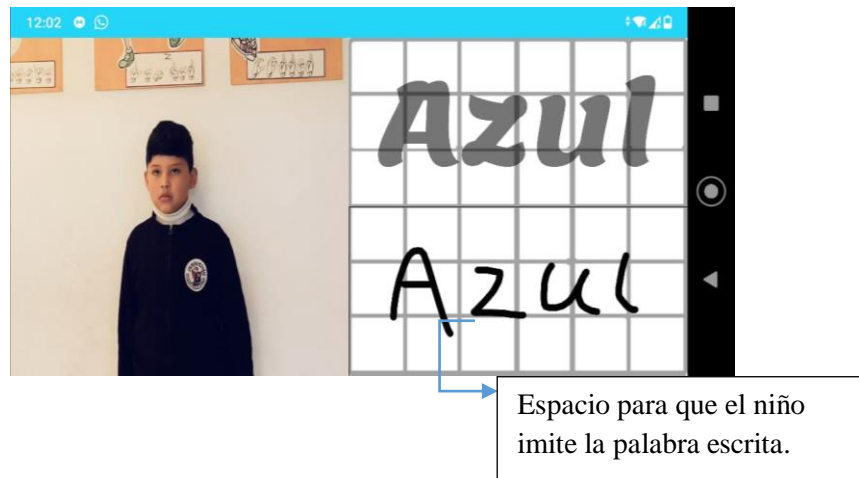 12:02
Azul
Azul
Espacio para que el niño
imite la palabra escrita.